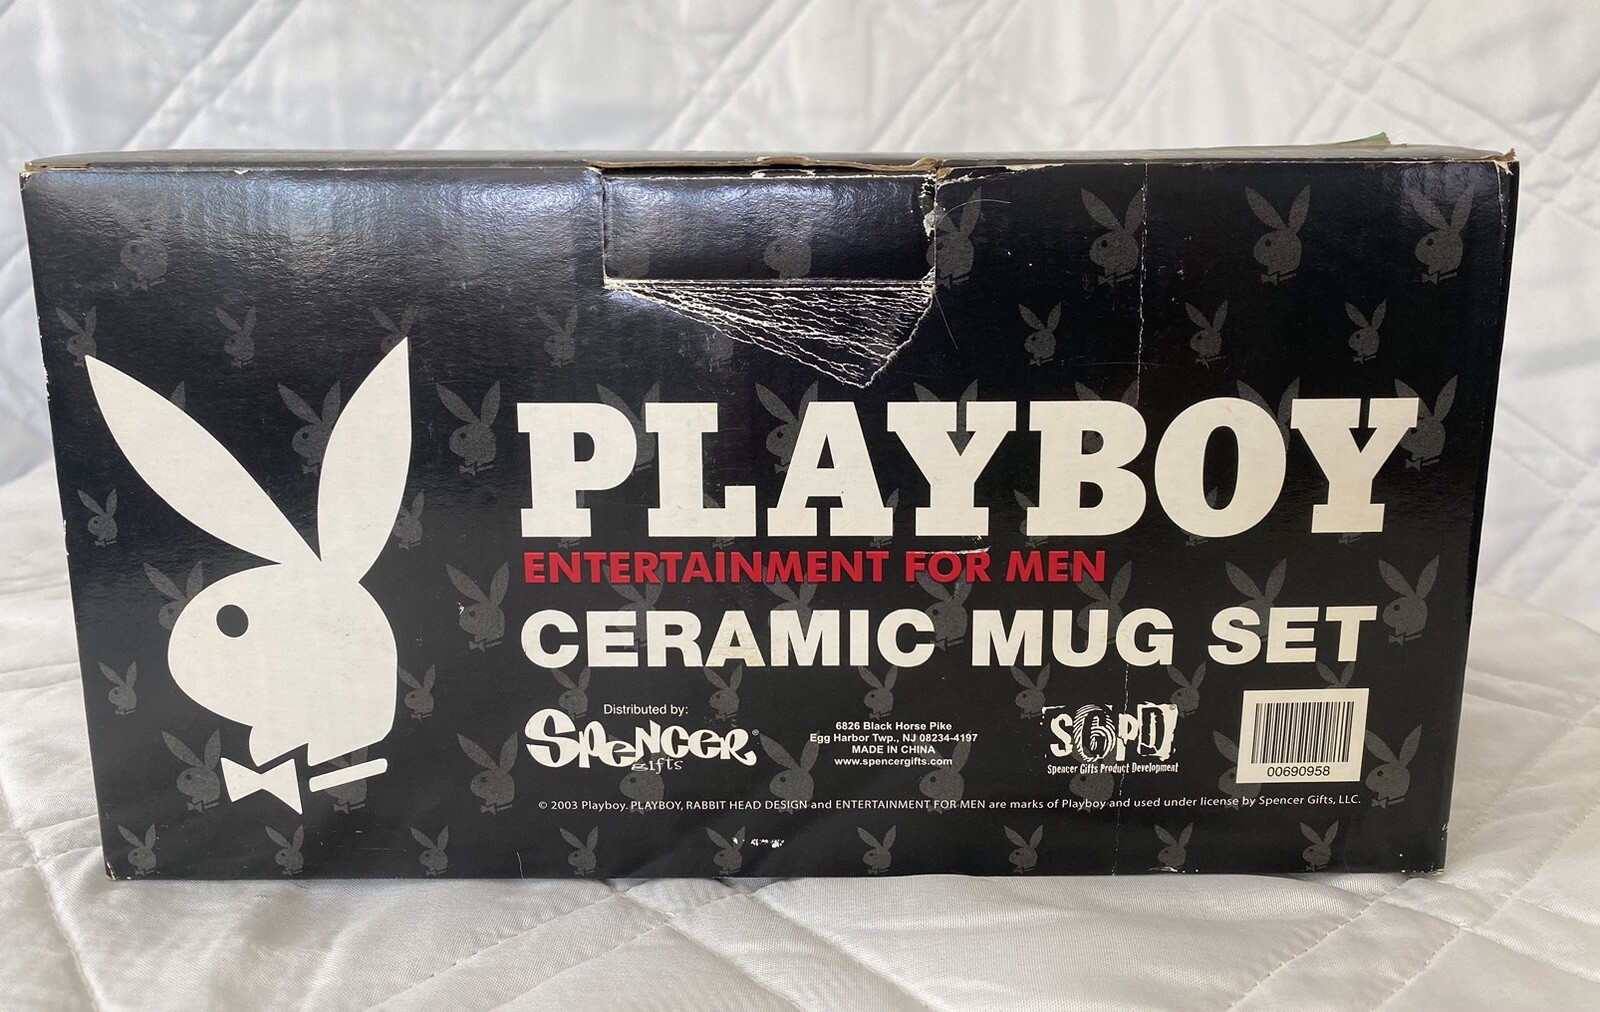 PLAYBOY
ENTERTAINMENT FOR MEN
CERAMIC MUG SET
Distributed by:
SPENCER®
gifts
6826 Black Horse Pike
Egg Harbor Twp., NJ 08234-4197
MADE IN CHINA
www.spencergifts.com
SGPD
Spencer Gifts Product Development
00690958
© 2003 Playboy. PLAYBOY, RABBIT HEAD DESIGN and ENTERTAINMENT FOR MEN are marks of Playboy and used under license by Spencer Gifts, LLC.